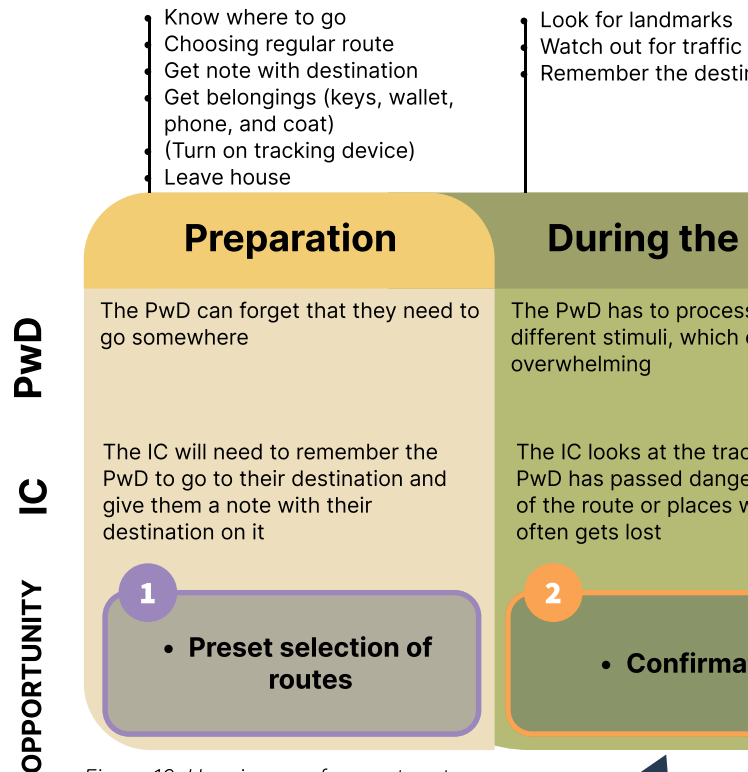 • Know where to go
• Choosing regular route
• Get note with destination
• Get belongings (keys, wallet,
phone, and coat)
• (Turn on tracking device)
• Leave house
• Look for landmarks
• Watch out for traffic
• Remember the
Preparation
During the
PwD
The PwD can forget that they need to
go somewhere
The PwD has to process
different stimuli, which
overwhelming
IC
The IC will need to remember the
PwD to go to their destination and
give them a note with their
destination on it
The IC looks at the
PwD has passed
of the route or places
often gets lost
OPPORTUNITY
1
• Preset selection of
routes
2
•